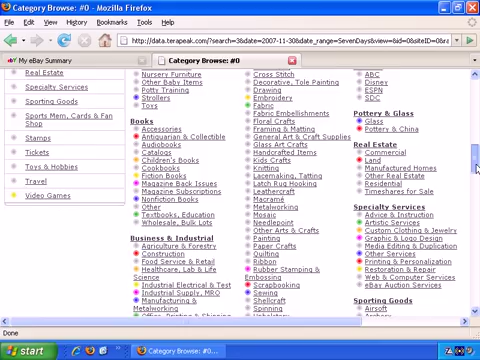 Category Browse: #0 - Mozilla Firefox
File Edit View History Bookmarks Tools Help
http://data.terapeak.com/?search=3&date=2007-11-30&date_range=SevenDays&view=&id=0&siteID=0&ra
My eBay Summary
Category Browse: #0
Real Estate
Specialty Services
Sporting Goods
Sports Mem, Cards & Fan
Shop
Stamps
Tickets
Toys & Hobbies
Travel
Video Games
Nursery Furniture
Other Baby Items
Potty Training
Strollers
Toys
Books
Accessories
Antiquarian & Collectible
Audiobooks
Catalogs
Children's Books
Cookbooks
Fiction Books
Magazine Back Issues
Magazine Subscriptions
Nonfiction Books
Other
Textbooks, Education
Wholesale, Bulk Lots
Business & Industrial
Agriculture & Forestry
Construction
Food Service & Retail
Healthcare, Lab & Life
Science
Industrial Electrical & Test
Industrial Supply, MRO
Manufacturing &
Metalworking
Office, Printing & Shipping
Cross Stitch
Decorative, Tole Painting
Drawing
Embroidery
Fabric
Fabric Embellishments
Floral Crafts
Framing & Matting
General Art & Craft Supplies
Glass Art Crafts
Handcrafted Items
Kids Crafts
Knitting
Lacemaking, Tatting
Latch Rug Hooking
Leathercraft
Macramé
Metalworking
Mosaic
Needlepoint
Other Arts & Crafts
Painting
Paper Crafts
Quilting
Ribbon
Rubber Stamping &
Embossing
Scrapbooking
Sewing
Shellcraft
Spinning
Upholstery
ABC
Disney
ESPN
SDC
Pottery & Glass
Glass
Pottery & China
Real Estate
Commercial
Land
Manufactured Homes
Other Real Estate
Residential
Timeshares for Sale
Specialty Services
Advice & Instruction
Artistic Services
Custom Clothing & Jewelry
Graphic & Logo Design
Media Editing & Duplication
Other Services
Printing & Personalization
Restoration & Repair
Web & Computer Services
eBay Auction Services
Sporting Goods
Airsoft
Archery
Done
start
Category Browse: #0...